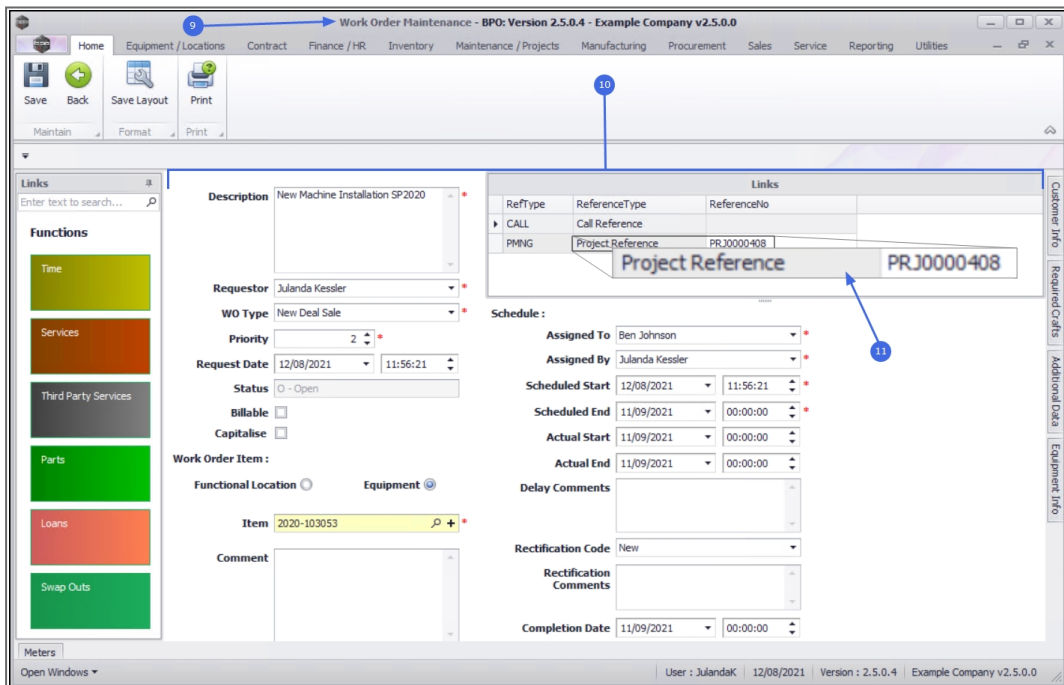 Work Order Maintenance - BPO: Version 2.5.0.4 - Example Company v2.5.0.0
9
Home Equipment / Locations Contract Finance / HR Inventory Maintenance / Projects Manufacturing Procurement Sales Service Reporting Utilities
Save Back Save Layout Print
Maintain Format Print
10
Links
Enter text to search...
Functions
Time
Services
Third Party Services
Parts
Loans
Swap Outs
Description New Machine Installation SP2020 *
Requestor Julanda Kessler *
WO Type New Deal Sale *
Priority 2 *
Request Date 12/08/2021 11:56:21
Status O - Open
Billable
Capitalise
Work Order Item :
Functional Location Equipment
Item 2020-103053 *
Comment
Links
RefType ReferenceType ReferenceNo
CALL Call Reference
PMNG Project Reference PRJ0000408
Project Reference PRJ0000408
11
Schedule :
Assigned To Ben Johnson *
Assigned By Julanda Kessler *
Scheduled Start 12/08/2021 11:56:21 *
Scheduled End 11/09/2021 00:00:00 *
Actual Start 11/09/2021 00:00:00
Actual End 11/09/2021 00:00:00
Delay Comments
Rectification Code New
Rectification
Comments
Completion Date 11/09/2021 00:00:00
Customer Info
Required Crafts
Additional Data
Equipment Info
Meters
Open Windows User : JulandaK 12/08/2021 Version : 2.5.0.4 Example Company v2.5.0.0